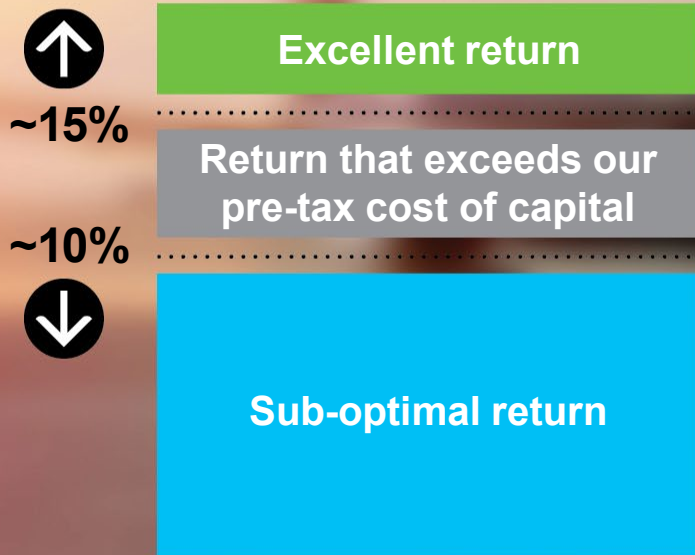 Excellent return
~15%
Return that exceeds our
pre-tax cost of capital
~10%
Sub-optimal return